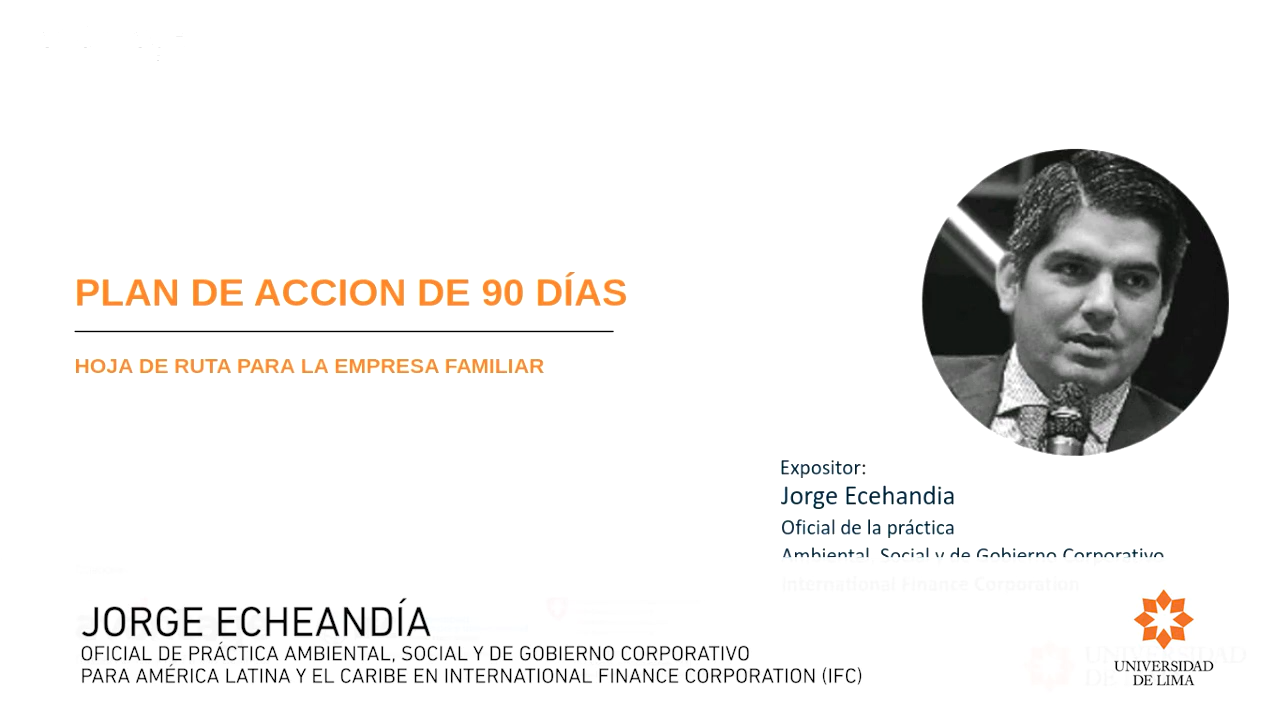 PLAN DE ACCION DE 90 DÍAS
HOJA DE RUTA PARA LA EMPRESA FAMILIAR
Expositor:
Jorge Ecehandia
Oficial de la práctica
Ambiental, Social y de Gobierno Corporativo
International Finance Corporation
JORGE ECHEANDÍA
OFICIAL DE PRÁCTICA AMBIENTAL, SOCIAL Y DE GOBIERNO CORPORATIVO
PARA AMÉRICA LATINA Y EL CARIBE EN INTERNATIONAL FINANCE CORPORATION (IFC)
UNIVERSIDAD
DE LIMA